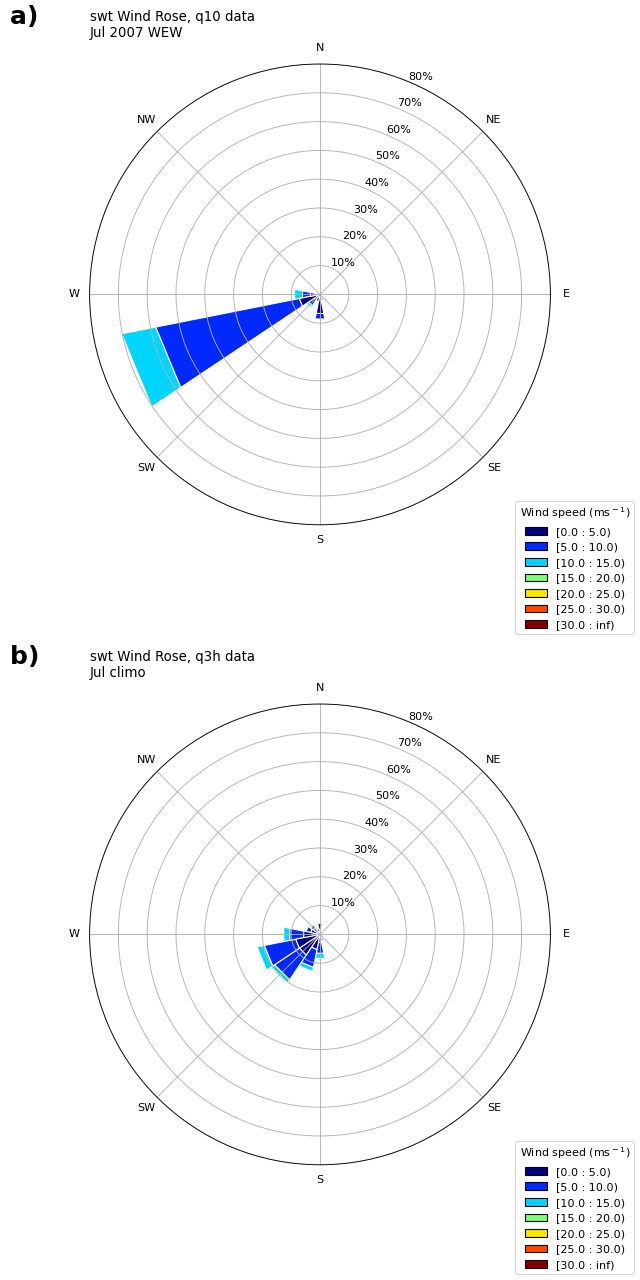 a)
swt Wind Rose, q10 data
Jul 2007 WEW
N
80%
70%
NW
NE
60%
50%
40%
30%
20%
10%
W
E
SW
SE
S
Wind speed (ms⁻¹)
[0.0 : 5.0)
[5.0 : 10.0)
[10.0 : 15.0)
[15.0 : 20.0)
[20.0 : 25.0)
[25.0 : 30.0)
[30.0 : inf)
b)
swt Wind Rose, q3h data
Jul climo
N
80%
70%
NW
NE
60%
50%
40%
30%
20%
10%
W
E
SW
SE
S
Wind speed (ms⁻¹)
[0.0 : 5.0)
[5.0 : 10.0)
[10.0 : 15.0)
[15.0 : 20.0)
[20.0 : 25.0)
[25.0 : 30.0)
[30.0 : inf)